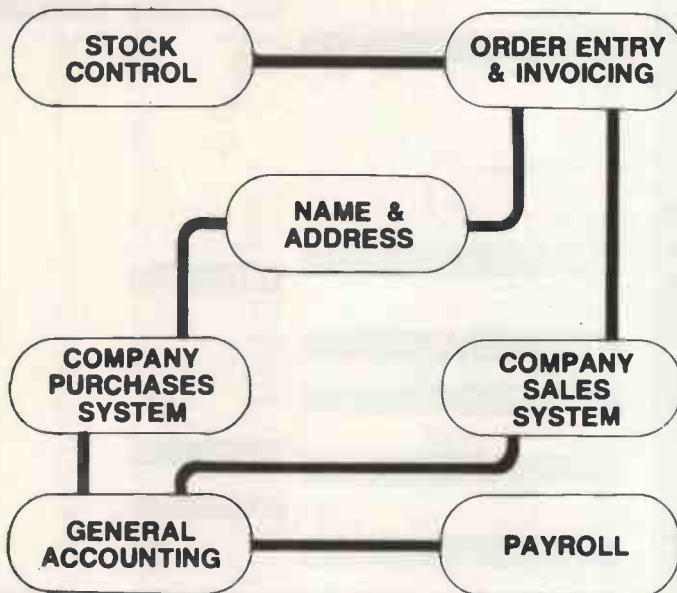 STOCK
CONTROL
ORDER ENTRY
& INVOICING
NAME &
ADDRESS
COMPANY
PURCHASES
SYSTEM
COMPANY
SALES
SYSTEM
GENERAL
ACCOUNTING
PAYROLL